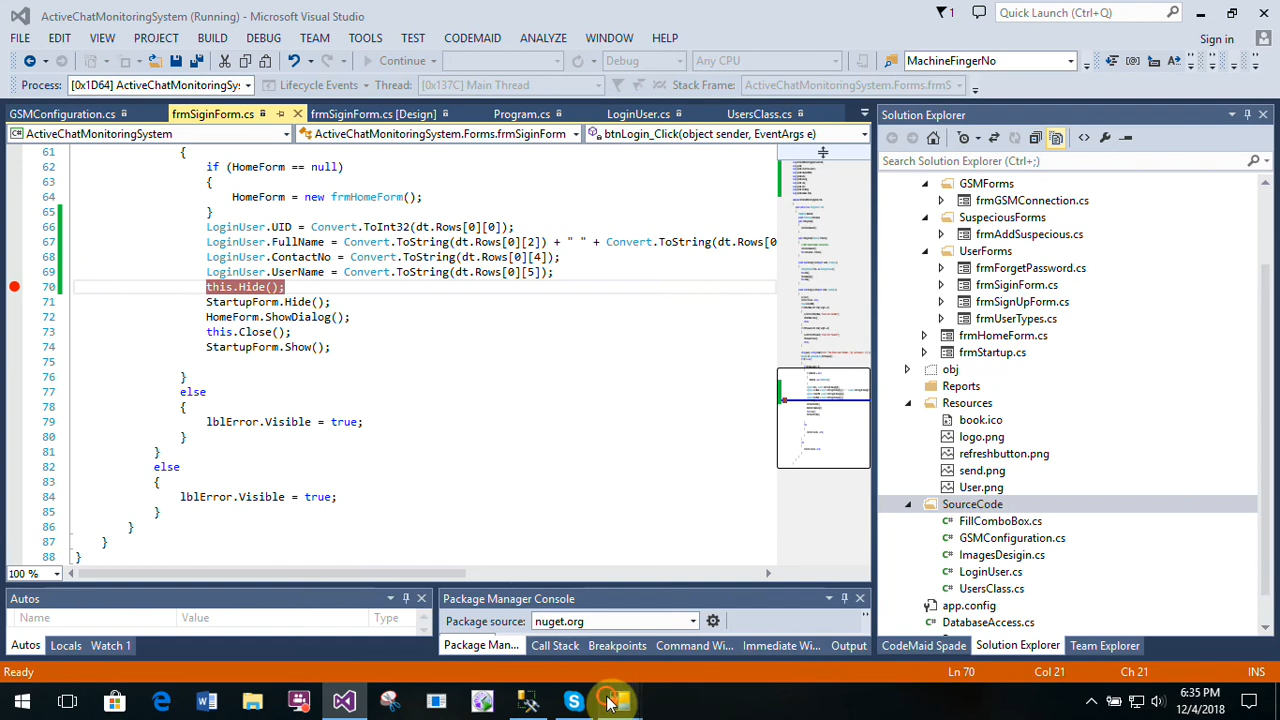 ActiveChatMonitoringSystem (Running) - Microsoft Visual Studio
1
Quick Launch (Ctrl+Q)
FILE EDIT VIEW PROJECT BUILD DEBUG TEAM TOOLS TEST CODEMAID ANALYZE WINDOW HELP
Sign in
Continue Debug Any CPU MachineFingerNo
Process: [0x1D64] ActiveChatMonitoringSystem Lifecycle Events Thread: [0x137C] Main Thread Stack Frame: ActiveChatMonitoringSystem.Forms.frmS
GSMConfiguration.cs frmSiginForm.cs frmSiginForm.cs [Design] Program.cs LoginUser.cs UsersClass.cs
ActiveChatMonitoringSystem ActiveChatMonitoringSystem.Forms.frmSiginForm btnLogin_Click(object sender, EventArgs e)
61 {
62 if (HomeForm == null)
63 {
64 HomeForm = new frmHomeForm();
65 }
66 LoginUser.UID = Convert.ToInt32(dt.Rows[0][0]);
67 LoginUser.FullName = Convert.ToString(dt.Rows[0][2]) + " " + Convert.ToString(dt.Rows[0
68 LoginUser.ContactNo = Convert.ToString(dt.Rows[0][4]);
69 LoginUser.UserName = Convert.ToString(dt.Rows[0][5]);
70 this.Hide();
71 StartupForm.Hide();
72 HomeForm.ShowDialog();
73 this.Close();
74 StartupForm.Show();
75
76 }
77 else
78 {
79 lblError.Visible = true;
80 }
81 }
82 else
83 {
84 lblError.Visible = true;
85 }
86 }
87 }
88 }
100 %
Solution Explorer
Search Solution Explorer (Ctrl+;)
GSMForms
frmGSMConnection.cs
SuspeciousForms
frmAddSuspecious.cs
UserForms
frmForgetPassword.cs
frmSiginForm.cs
frmSignUpForm.cs
frmUserTypes.cs
frmHomeForm.cs
frmStartup.cs
obj
Reports
Resources
book.ico
logo.png
refreshbutton.png
send.png
User.png
SourceCode
FillComboBox.cs
GSMConfiguration.cs
ImagesDesigin.cs
LoginUser.cs
UsersClass.cs
app.config
DatabaseAccess.cs
CodeMaid Spade Solution Explorer Team Explorer
Autos
Name Value Type
Autos Locals Watch 1
Package Manager Console
Package source: nuget.org
Package Man... Call Stack Breakpoints Command Wi... Immediate Wi... Output
Ready Ln 70 Col 21 Ch 21 INS
6:35 PM
12/4/2018